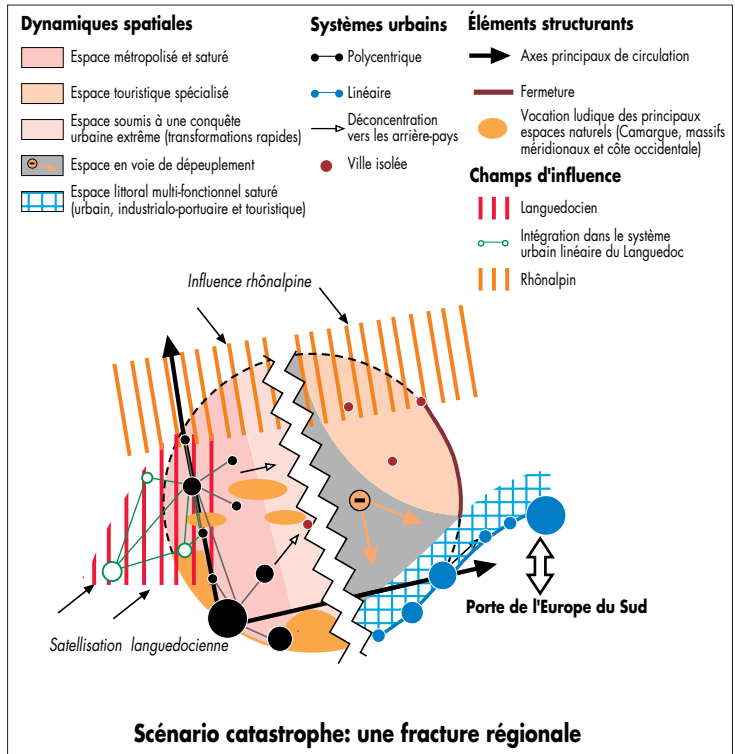 Dynamiques spatiales
Espace métropolisé et saturé
Espace touristique spécialisé
Espace soumis à une conquête
urbaine extrême (transformations rapides)
Espace en voie de dépeuplement
Espace littoral multi-fonctionnel saturé
(urbain, industrialo-portuaire et touristique)
Systèmes urbains
Polycentrique
Linéaire
Déconcentration
vers les arrière-pays
Ville isolée
Éléments structurants
Axes principaux de circulation
Fermeture
Vocation ludique des principaux
espaces naturels (Camargue, massifs
méridionaux et côte occidentale)
Champs d'influence
Languedocien
Intégration dans le système
urbain linéaire du Languedoc
Rhônalpin
Influence rhônalpine
Porte de l'Europe du Sud
Satellisation languedocienne
Scénario catastrophe: une fracture régionale